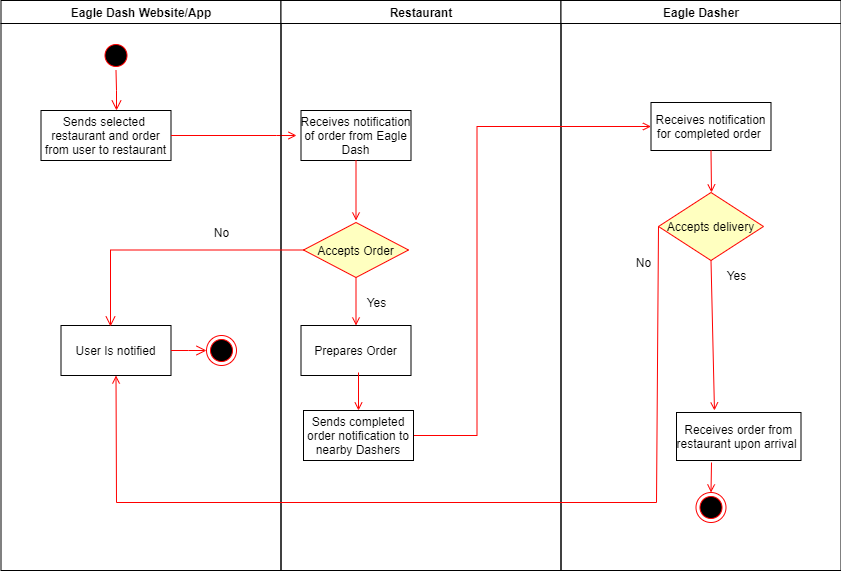 Eagle Dash Website/App
Restaurant
Eagle Dasher
Sends selected
restaurant and order
from user to restaurant
Receives notification
of order from Eagle
Dash
Receives notification
for completed order
No
Accepts Order
Accepts delivery
No
Yes
Yes
User Is notified
Prepares Order
Sends completed
order notification to
nearby Dashers
Receives order from
restaurant upon arrival